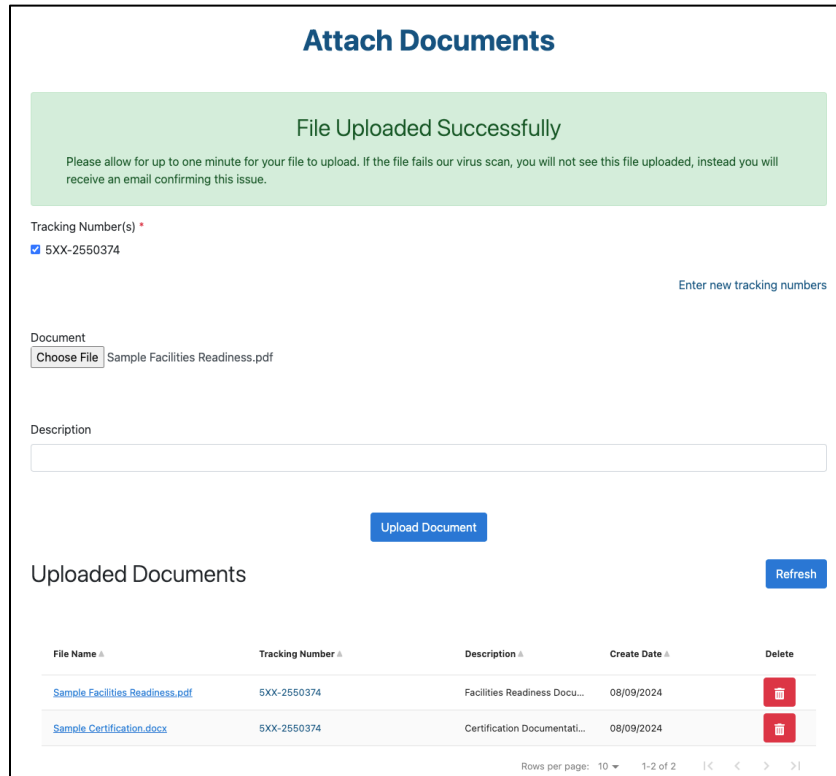 Attach Documents
File Uploaded Successfully
Please allow for up to one minute for your file to upload. If the file fails our virus scan, you will not see this file uploaded, instead you will
receive an email confirming this issue.
Tracking Number(s) *
5XX-2550374
Enter new tracking numbers
Document
Choose File Sample Facilities Readiness.pdf
Description
Upload Document
Uploaded Documents Refresh
File Name Tracking Number Description Create Date Delete
Sample Facilities Readiness.pdf 5XX-2550374 Facilities Readiness Docu... 08/09/2024
Sample Certification.docx 5XX-2550374 Certification Documentati... 08/09/2024
Rows per page: 10 1-2 of 2